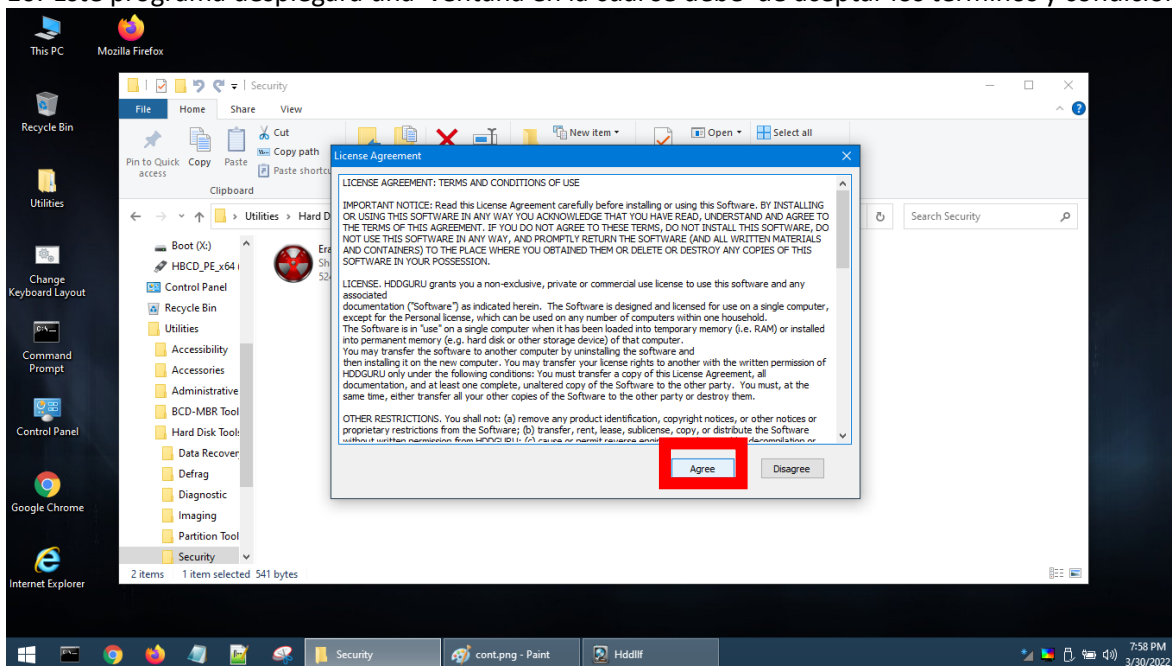 This PC
Mozilla Firefox
Recycle Bin
Utilities
Change
Keyboard Layout
Command
Prompt
Control Panel
Google Chrome
Internet Explorer
Security
File Home Share View
Pin to Quick
access
Copy
Paste
Cut
Copy path
Paste
Clipboard
New item
Open
Select all
Utilities › Hard
Search Security
Boot (X:)
HBCD_PE_x64
Control Panel
Recycle Bin
Utilities
Accessibility
Accessories
Administrative
BCD-MBR Tool
Hard Disk Tool
Data Recover
Defrag
Diagnostic
Imaging
Partition Tool
Security
2 items 1 item selected 541 bytes
License Agreement
LICENSE AGREEMENT: TERMS AND CONDITIONS OF USE
IMPORTANT NOTICE: Read this License Agreement carefully before installing or using this Software. BY INSTALLING
OR USING THIS SOFTWARE IN ANY WAY YOU ACKNOWLEDGE THAT YOU HAVE READ, UNDERSTAND AND AGREE TO
THE TERMS OF THIS AGREEMENT. IF YOU DO NOT AGREE TO THESE TERMS, DO NOT INSTALL THIS SOFTWARE, DO
NOT USE THIS SOFTWARE IN ANY WAY, AND PROMPTLY RETURN THE SOFTWARE (AND ALL WRITTEN MATERIALS
AND CONTAINERS) TO THE PLACE WHERE YOU OBTAINED THEM OR DELETE OR DESTROY ANY COPIES OF THIS
SOFTWARE IN YOUR POSSESSION.
LICENSE. HDDGURU grants you a non-exclusive, private or commercial use license to use this software and any
associated
documentation ("Software") as indicated herein. The Software is designed and licensed for use on a single computer,
except for the Personal license, which can be used on any number of computers within one household.
The Software is in "use" on a single computer when it has been loaded into temporary memory (i.e. RAM) or installed
into permanent memory (e.g. hard disk or other storage device) of that computer.
You may transfer the software to another computer by uninstalling the software and
then installing it on the new computer. You may transfer your license rights to another with the written permission of
HDDGURU only under the following conditions: You must transfer a copy of this License Agreement, all
documentation, and at least one complete, unaltered copy of the Software to the other party. You must, at the
same time, either transfer all your other copies of the Software to the other party or destroy them.
OTHER RESTRICTIONS. You shall not: (a) remove any product identification, copyright notices, or other notices or
proprietary restrictions from the Software; (b) transfer, rent, lease, sublicense, copy, or distribute the Software
Agree
Disagree
Security
cont.png - Paint
Hddllf
7:58 PM
3/30/2022